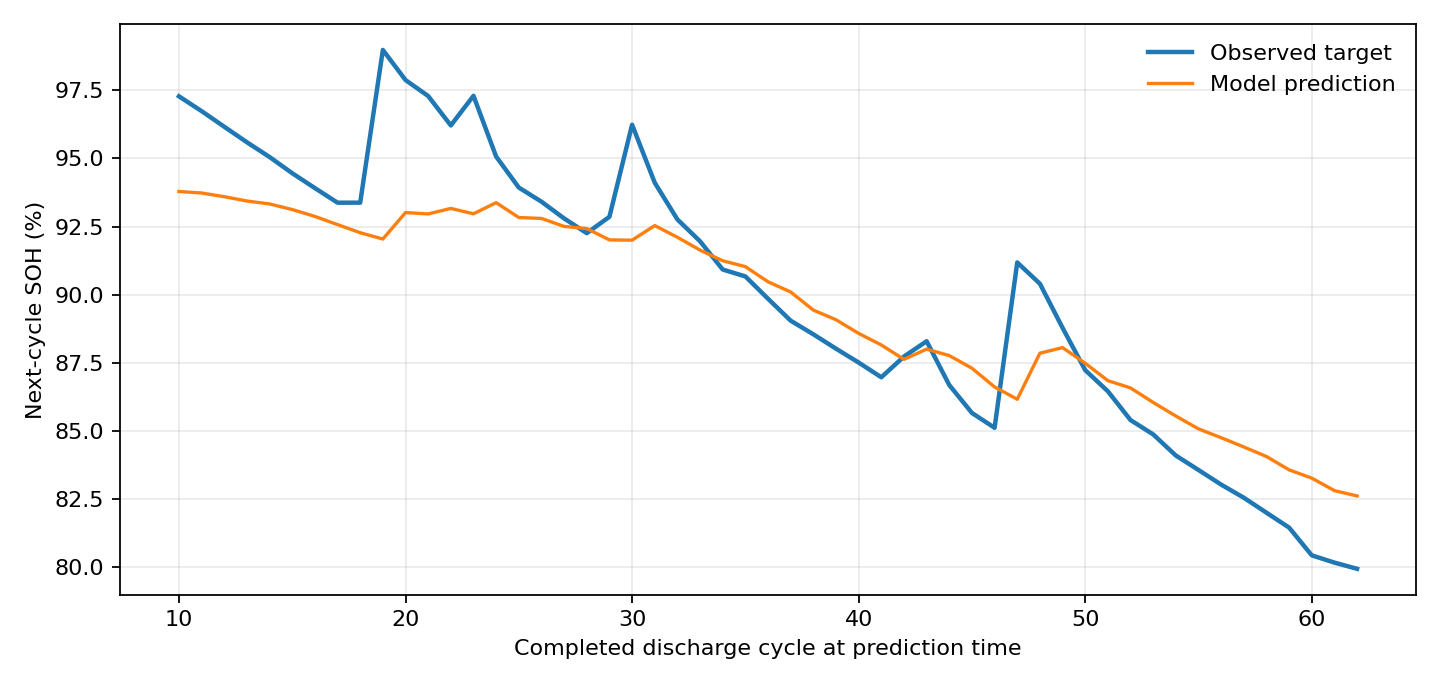 Observed target
Model prediction
97.5
95.0
92.5
90.0
87.5
85.0
82.5
80.0
Next-cycle SOH (%)
10 20 30 40 50 60
Completed discharge cycle at prediction time